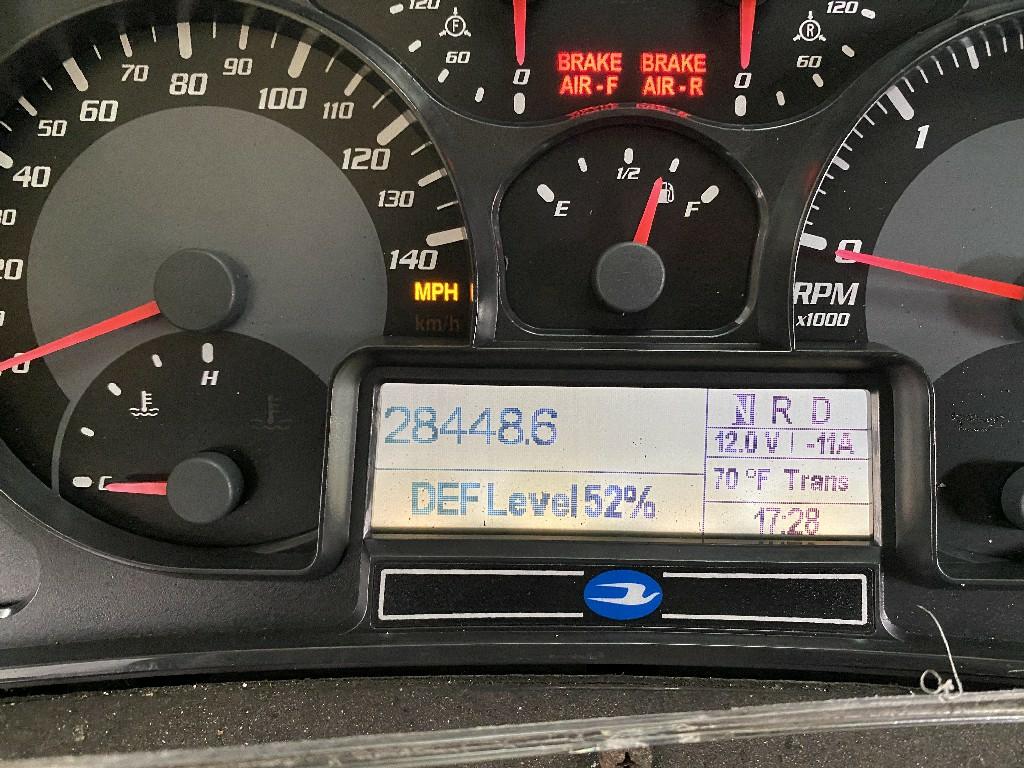 120
F
60
0
BRAKE
AIR-F
BRAKE
AIR-R
120
R
60
0
40
50
60
70
80
90
100
110
120
130
140
MPH
km/h
E
1/2
F
1
0
RPM
x1000
H
C
28448.6
DEF Level 52%
N R D
12.0 V | -11A
70 °F Trans
17:28